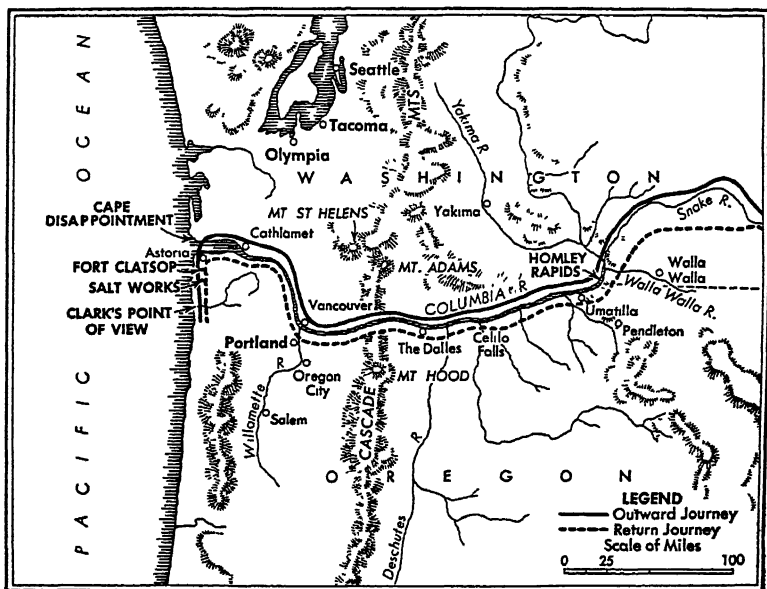 PACIFIC OCEAN
Seattle
Tacoma
Olympia
MTS
Yakima R
WASHINGTON
CAPE
DISAPPOINTMENT
MT ST HELENS
Yakima
Snake R.
Cathlamet
Astoria
FORT CLATSOP
SALT WORKS
CLARK'S POINT
OF VIEW
MT. ADAMS
HOMLEY
RAPIDS
Walla
Walla
Walla Walla R.
COLUMBIA R
Vancouver
Umatilla
Portland
The Dalles
Celilo
Falls
Pendleton
R
Oregon
City
MT HOOD
Willamette
Salem
CASCADE
R
OREGON
Deschutes
LEGEND
Outward Journey
Return Journey
Scale of Miles
0 25 100